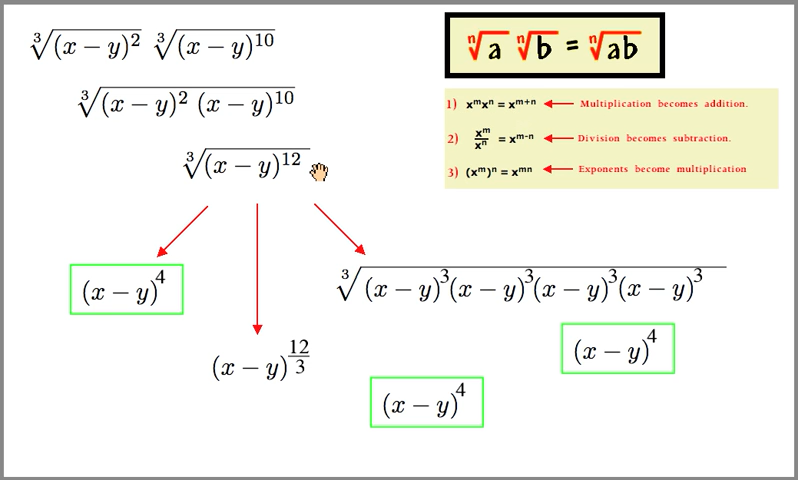 ∛(x − y)² ∛(x − y)¹⁰
ⁿ√a ⁿ√b = ⁿ√ab
∛(x − y)² (x − y)¹⁰
1) xᵐxⁿ = xᵐ⁺ⁿ Multiplication becomes addition.
2) xᵐ/xⁿ = xᵐ⁻ⁿ Division becomes subtraction.
∛(x − y)¹²
3) (xᵐ)ⁿ = xᵐⁿ Exponents become multiplication
(x − y)⁴
∛(x − y)³(x − y)³(x − y)³(x − y)³
(x − y)^(12/3)
(x − y)⁴
(x − y)⁴